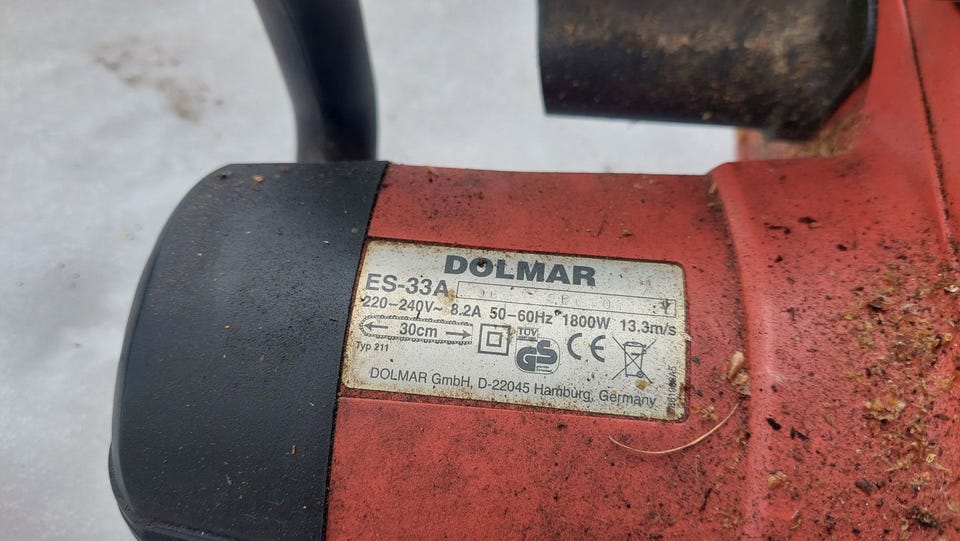 DOLMAR
ES-33A
220-240V~ 8.2A 50-60Hz 1800W 13.3m/s
30cm
TÜV
GS
CE
Typ 211
DOLMAR GmbH, D-22045 Hamburg, Germany